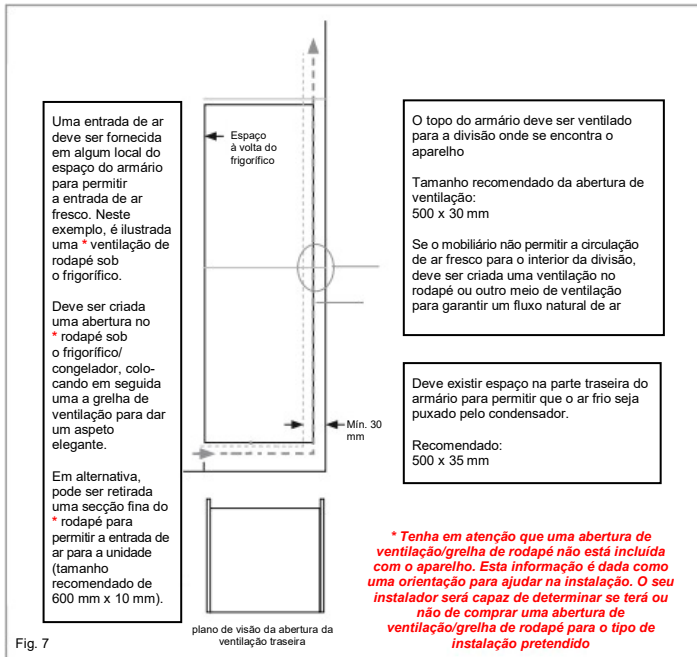 Uma entrada de ar
deve ser fornecida
em algum local do
espaço do armário
para permitir
a entrada de ar
fresco. Neste
exemplo, é ilustrada
uma * ventilação de
rodapé sob
o frigorífico.
Deve ser criada
uma abertura no
* rodapé sob
o frigorífico/
congelador, colo-
cando em seguida
uma a grelha de
ventilação para dar
um aspeto
elegante.
Em alternativa,
pode ser retirada
uma secção fina do
* rodapé para
permitir a entrada de
ar para a unidade
(tamanho
recomendado de
600 mm x 10 mm).
Espaço
à volta do
frigorífico
Mín. 30
mm
plano de visão da abertura da
ventilação traseira
O topo do armário deve ser ventilado
para a divisão onde se encontra o
aparelho
Tamanho recomendado da abertura de
ventilação:
500 x 30 mm
Se o mobiliário não permitir a circulação
de ar fresco para o interior da divisão,
deve ser criada uma ventilação no
rodapé ou outro meio de ventilação
para garantir um fluxo natural de ar
Deve existir espaço na parte traseira do
armário para permitir que o ar frio seja
puxado pelo condensador.
Recomendado:
500 x 35 mm
* Tenha em atenção que uma abertura de
ventilação/grelha de rodapé não está incluída
com o aparelho. Esta informação é dada como
uma orientação para ajudar na instalação. O seu
instalador será capaz de determinar se terá ou
não de comprar uma abertura de
ventilação/grelha de rodapé para o tipo de
instalação pretendido
Fig. 7